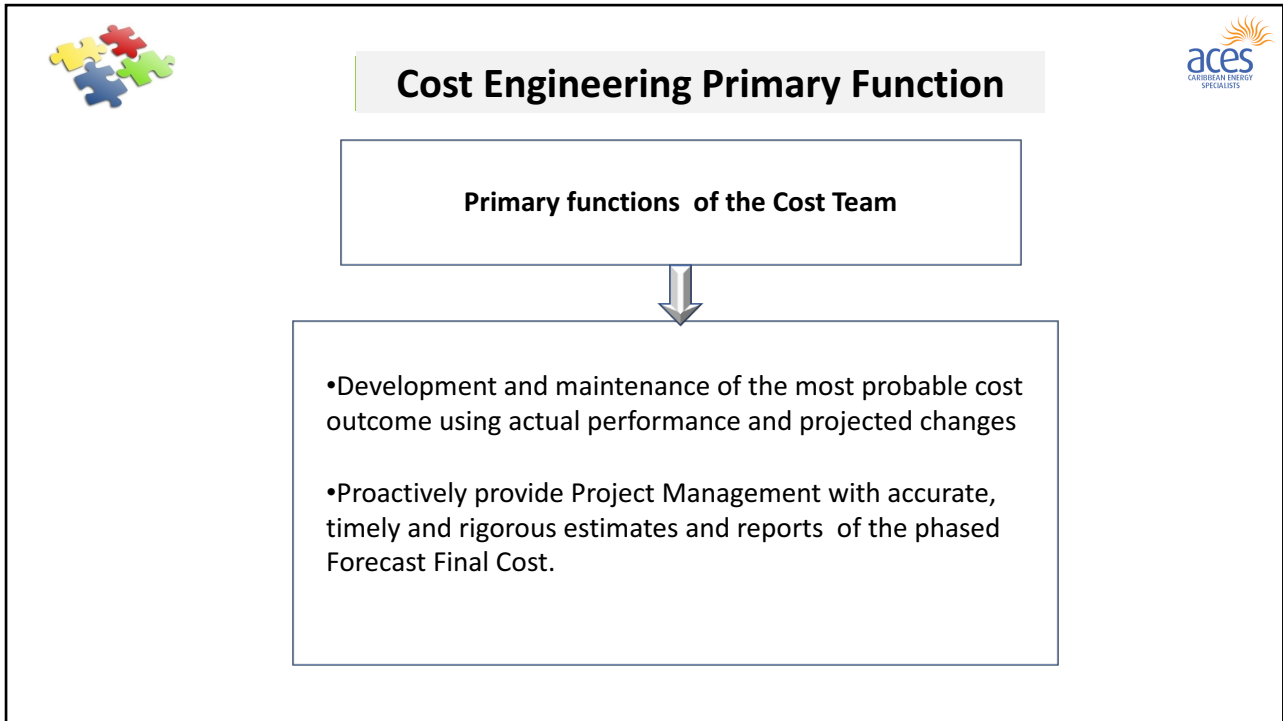 Cost Engineering Primary Function
aces
CARIBBEAN ENERGY
SPECIALISTS
Primary functions of the Cost Team
•Development and maintenance of the most probable cost
outcome using actual performance and projected changes
•Proactively provide Project Management with accurate,
timely and rigorous estimates and reports of the phased
Forecast Final Cost.